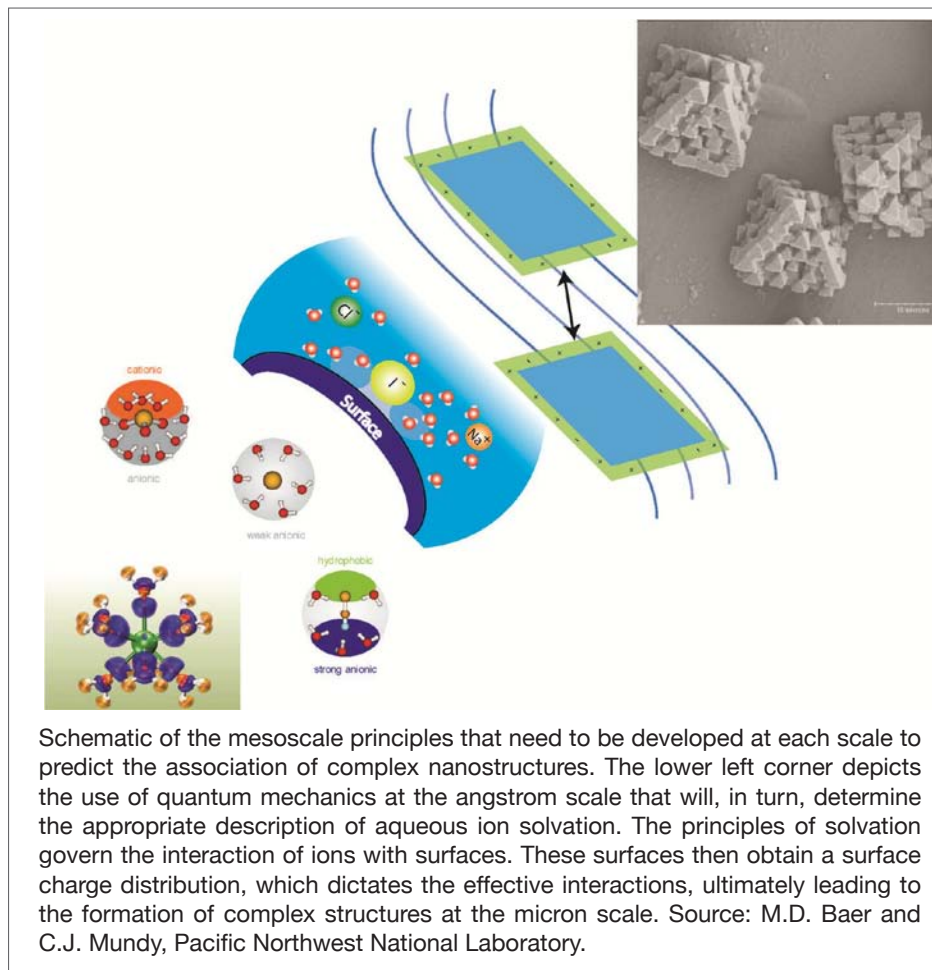 10 microns
Cl-
I-
Surface
Na+
cationic
anionic
weak anionic
hydrophobic
strong anionic
Schematic of the mesoscale principles that need to be developed at each scale to
predict the association of complex nanostructures. The lower left corner depicts
the use of quantum mechanics at the angstrom scale that will, in turn, determine
the appropriate description of aqueous ion solvation. The principles of solvation
govern the interaction of ions with surfaces. These surfaces then obtain a surface
charge distribution, which dictates the effective interactions, ultimately leading to
the formation of complex structures at the micron scale. Source: M.D. Baer and
C.J. Mundy, Pacific Northwest National Laboratory.